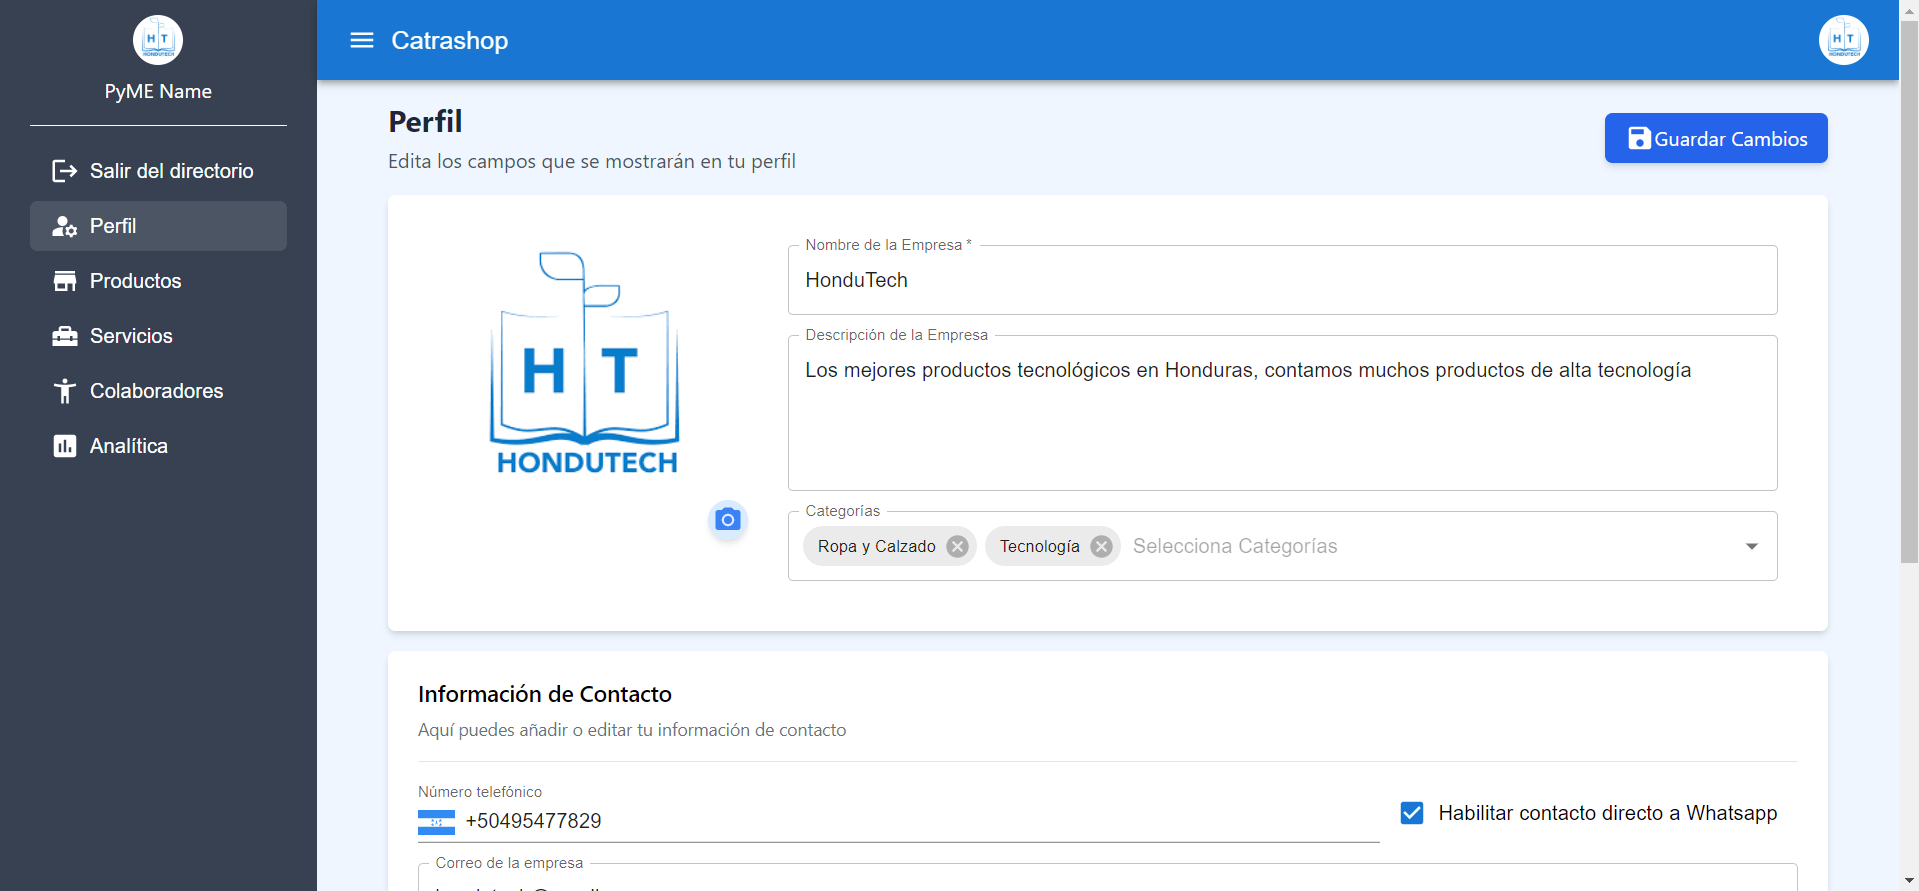 PyME Name
Salir del directorio
Perfil
Productos
Servicios
Colaboradores
Analítica
Catrashop
Perfil
Edita los campos que se mostrarán en tu perfil
Guardar Cambios
H T
HONDUTECH
Nombre de la Empresa *
HonduTech
Descripción de la Empresa
Los mejores productos tecnológicos en Honduras, contamos muchos productos de alta tecnología
Categorías
Ropa y Calzado Tecnología Selecciona Categorías
Información de Contacto
Aquí puedes añadir o editar tu información de contacto
Número telefónico
+50495477829
Habilitar contacto directo a Whatsapp
Correo de la empresa